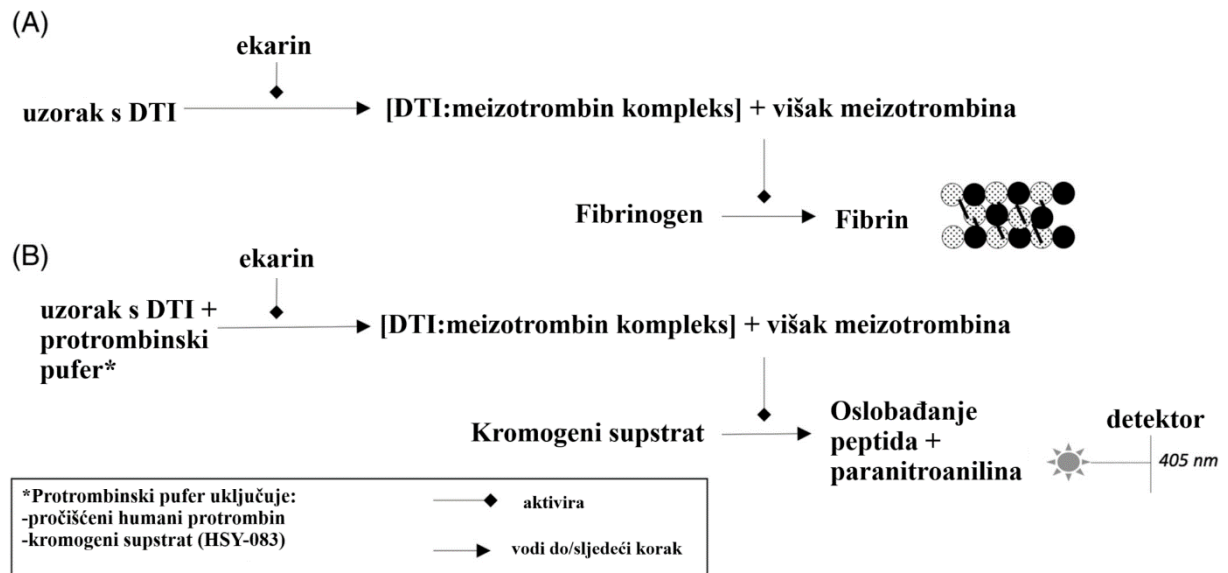 (A)
ekarin
uzorak s DTI
[DTI:meizotrombin kompleks] + višak meizotrombina
Fibrinogen
Fibrin
(B)
ekarin
uzorak s DTI +
protrombinski
pufer*
[DTI:meizotrombin kompleks] + višak meizotrombina
Kromogeni supstrat
Oslobađanje
peptida +
paranitroanilina
detektor
405 nm
*Protrombinski pufer uključuje:
-pročišćeni humani protrombin
-kromogeni supstrat (HSY-083)
aktivira
vodi do/sljedeći korak